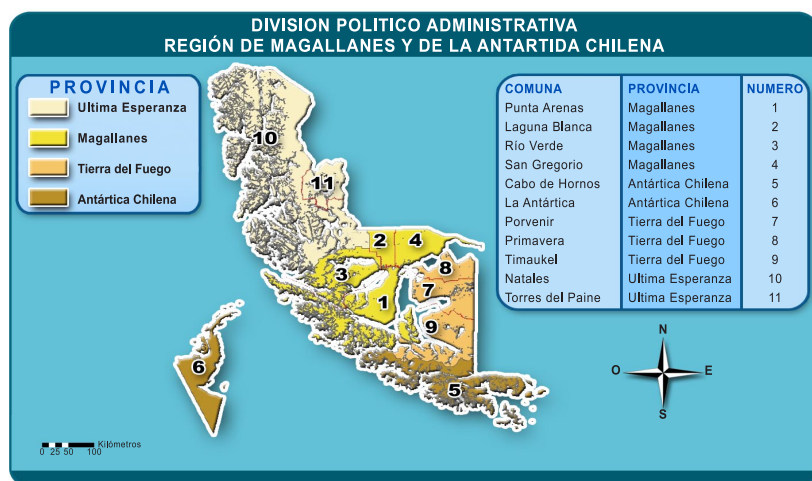 DIVISION POLITICO ADMINISTRATIVA
REGIÓN DE MAGALLANES Y DE LA ANTARTIDA CHILENA
PROVINCIA
Ultima Esperanza
Magallanes
Tierra del Fuego
Antártica Chilena
COMUNA PROVINCIA NUMERO
Punta Arenas Magallanes 1
Laguna Blanca Magallanes 2
Río Verde Magallanes 3
San Gregorio Magallanes 4
Cabo de Hornos Antártica Chilena 5
La Antártica Antártica Chilena 6
Porvenir Tierra del Fuego 7
Primavera Tierra del Fuego 8
Timaukel Tierra del Fuego 9
Natales Ultima Esperanza 10
Torres del Paine Ultima Esperanza 11
10
11
2 4
8
3
7
1
9
6
5
N
O E
S
Kilómetros
0 25 50 100